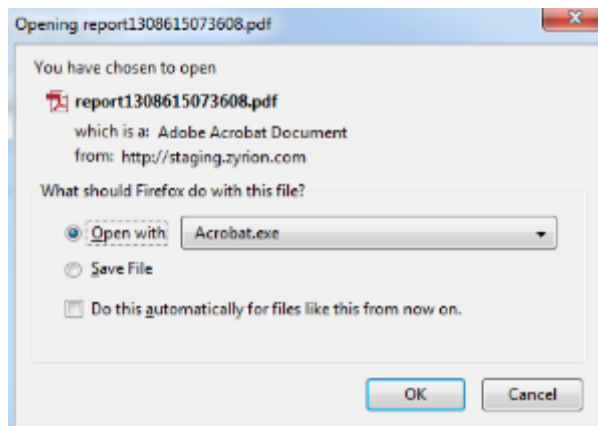 Opening report1308615073608.pdf
You have chosen to open
report1308615073608.pdf
which is a: Adobe Acrobat Document
from: http://staging.zyrion.com
What should Firefox do with this file?
Open with Acrobat.exe
Save File
Do this automatically for files like this from now on.
OK Cancel